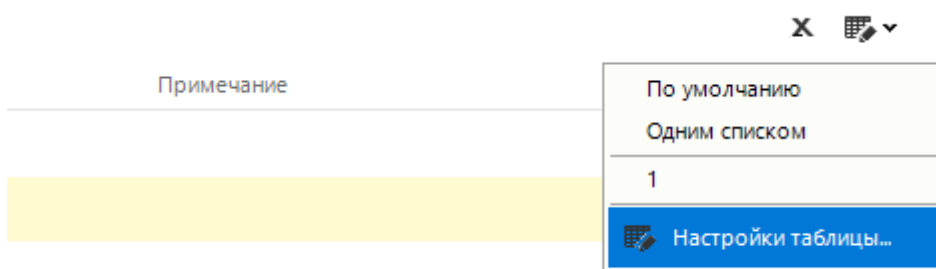 X
Примечание
По умолчанию
Одним списком
1
Настройки таблицы...